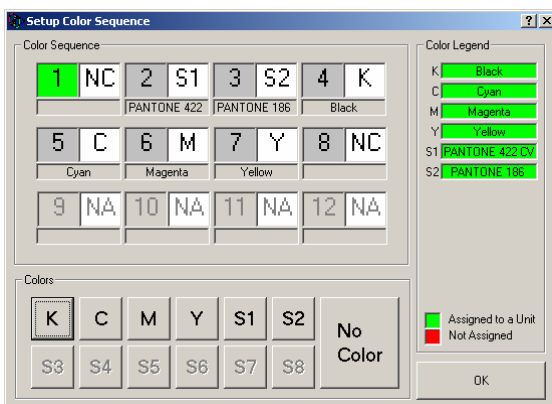 Setup Color Sequence
Color Sequence
1 NC 2 S1 3 S2 4 K
PANTONE 422 PANTONE 186 Black
5 C 6 M 7 Y 8 NC
Cyan Magenta Yellow
9 NA 10 NA 11 NA 12 NA
Colors
K C M Y S1 S2
No
Color
S3 S4 S5 S6 S7 S8
Color Legend
K Black
C Cyan
M Magenta
Y Yellow
S1 PANTONE 422 CV
S2 PANTONE 186
Assigned to a Unit
Not Assigned
OK